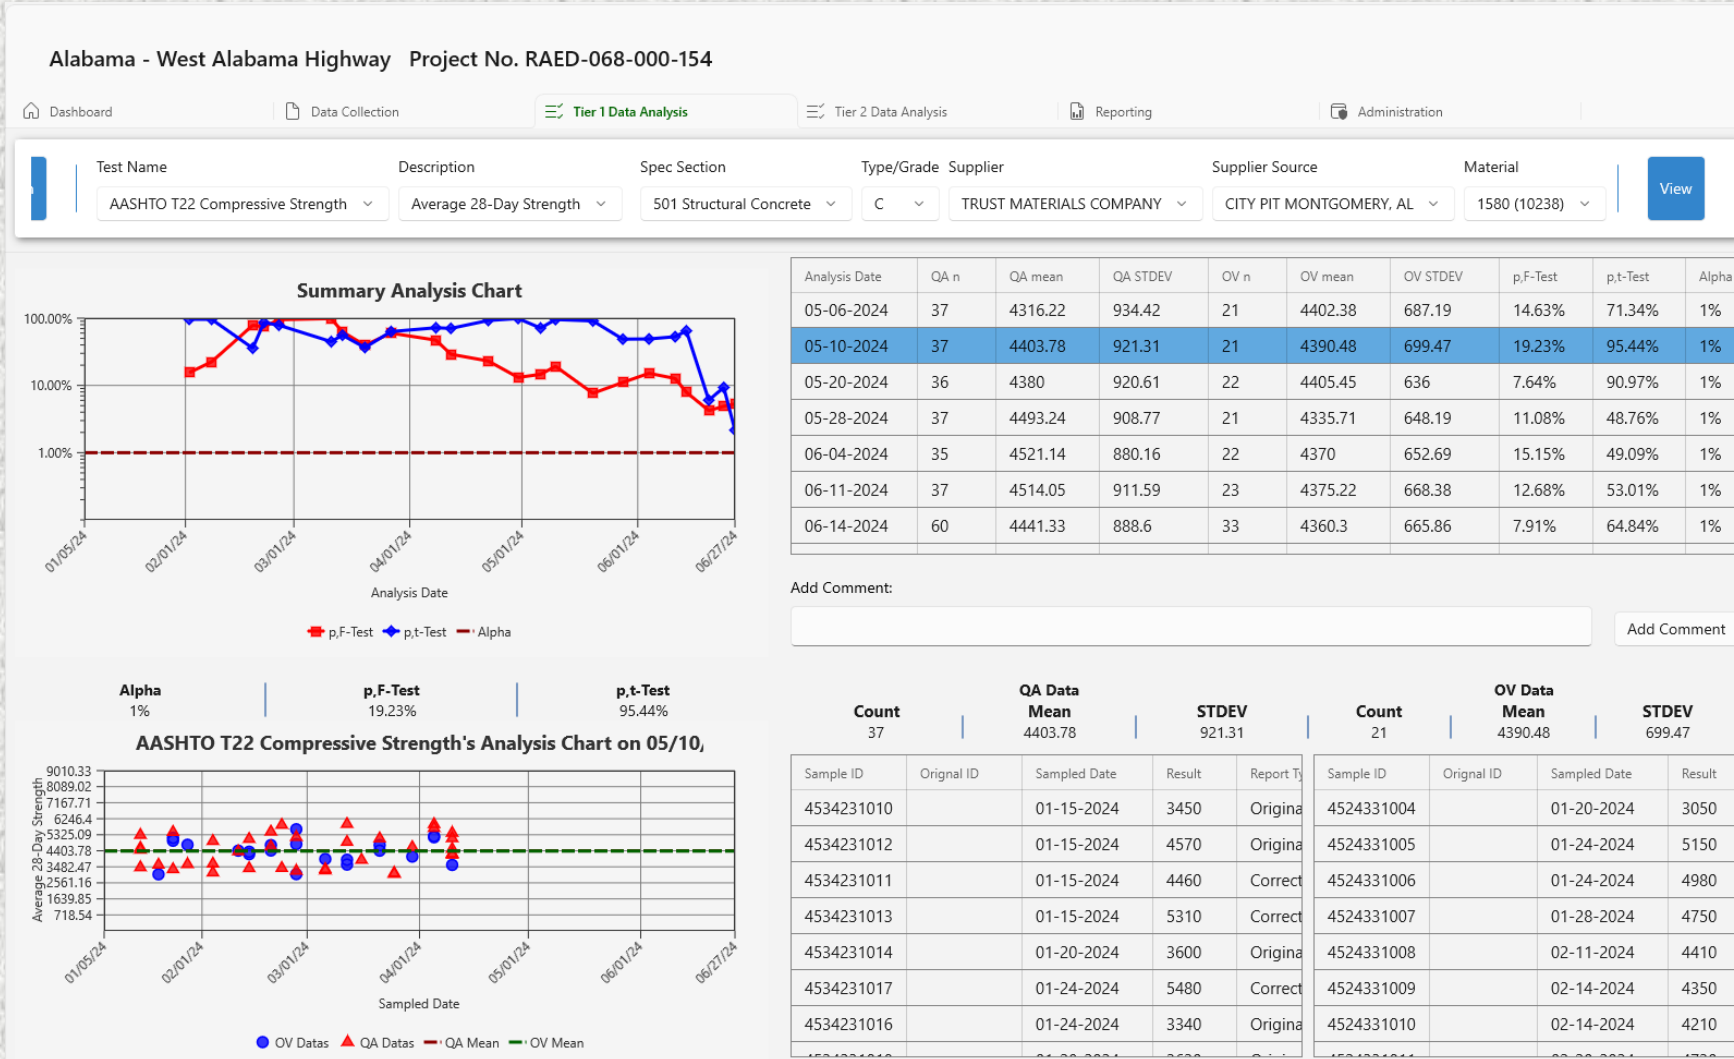 Alabama - West Alabama Highway   Project No. RAED-068-000-154
Dashboard   Data Collection   Tier 1 Data Analysis   Tier 2 Data Analysis   Reporting   Administration
Test Name   Description   Spec Section   Type/Grade   Supplier   Supplier Source   Material
AASHTO T22 Compressive Strength   Average 28-Day Strength   501 Structural Concrete   C   TRUST MATERIALS COMPANY   CITY PIT MONTGOMERY, AL   1580 (10238)   View
Summary Analysis Chart
100.00%
10.00%
1.00%
01/05/24   02/01/24   03/01/24   04/01/24   05/01/24   06/01/24   06/27/24
Analysis Date
p,F-Test   p,t-Test   Alpha
Analysis Date   QA n   QA mean   QA STDEV   OV n   OV mean   OV STDEV   p,F-Test   p,t-Test   Alpha
05-06-2024   37   4316.22   934.42   21   4402.38   687.19   14.63%   71.34%   1%
05-10-2024   37   4403.78   921.31   21   4390.48   699.47   19.23%   95.44%   1%
05-20-2024   36   4380   920.61   22   4405.45   636   7.64%   90.97%   1%
05-28-2024   37   4493.24   908.77   21   4335.71   648.19   11.08%   48.76%   1%
06-04-2024   35   4521.14   880.16   22   4370   652.69   15.15%   49.09%   1%
06-11-2024   37   4514.05   911.59   23   4375.22   668.38   12.68%   53.01%   1%
06-14-2024   60   4441.33   888.6   33   4360.3   665.86   7.91%   64.84%   1%
Add Comment:
Add Comment
Alpha   p,F-Test   p,t-Test
1%   19.23%   95.44%
AASHTO T22 Compressive Strength's Analysis Chart on 05/10/
Average 28-Day Strength
9010.33
8089.02
7167.71
6246.4
5325.09
4403.78
3482.47
2561.16
1639.85
718.54
01/05/24   02/01/24   03/01/24   04/01/24   05/01/24   06/01/24   06/27/24
Sampled Date
OV Datas   QA Datas   QA Mean   OV Mean
QA Data
Count   Mean   STDEV
37   4403.78   921.31
Sample ID   Orignal ID   Sampled Date   Result   Report Ty
4534231010   01-15-2024   3450   Origina
4534231012   01-15-2024   4570   Origina
4534231011   01-15-2024   4460   Correct
4534231013   01-15-2024   5310   Correct
4534231014   01-20-2024   3600   Origina
4534231017   01-24-2024   5480   Correct
4534231016   01-24-2024   3340   Origina
OV Data
Count   Mean   STDEV
21   4390.48   699.47
Sample ID   Orignal ID   Sampled Date   Result
4524331004   01-20-2024   3050
4524331005   01-24-2024   5150
4524331006   01-24-2024   4980
4524331007   01-28-2024   4750
4524331008   02-11-2024   4410
4524331009   02-14-2024   4350
4524331010   02-14-2024   4210